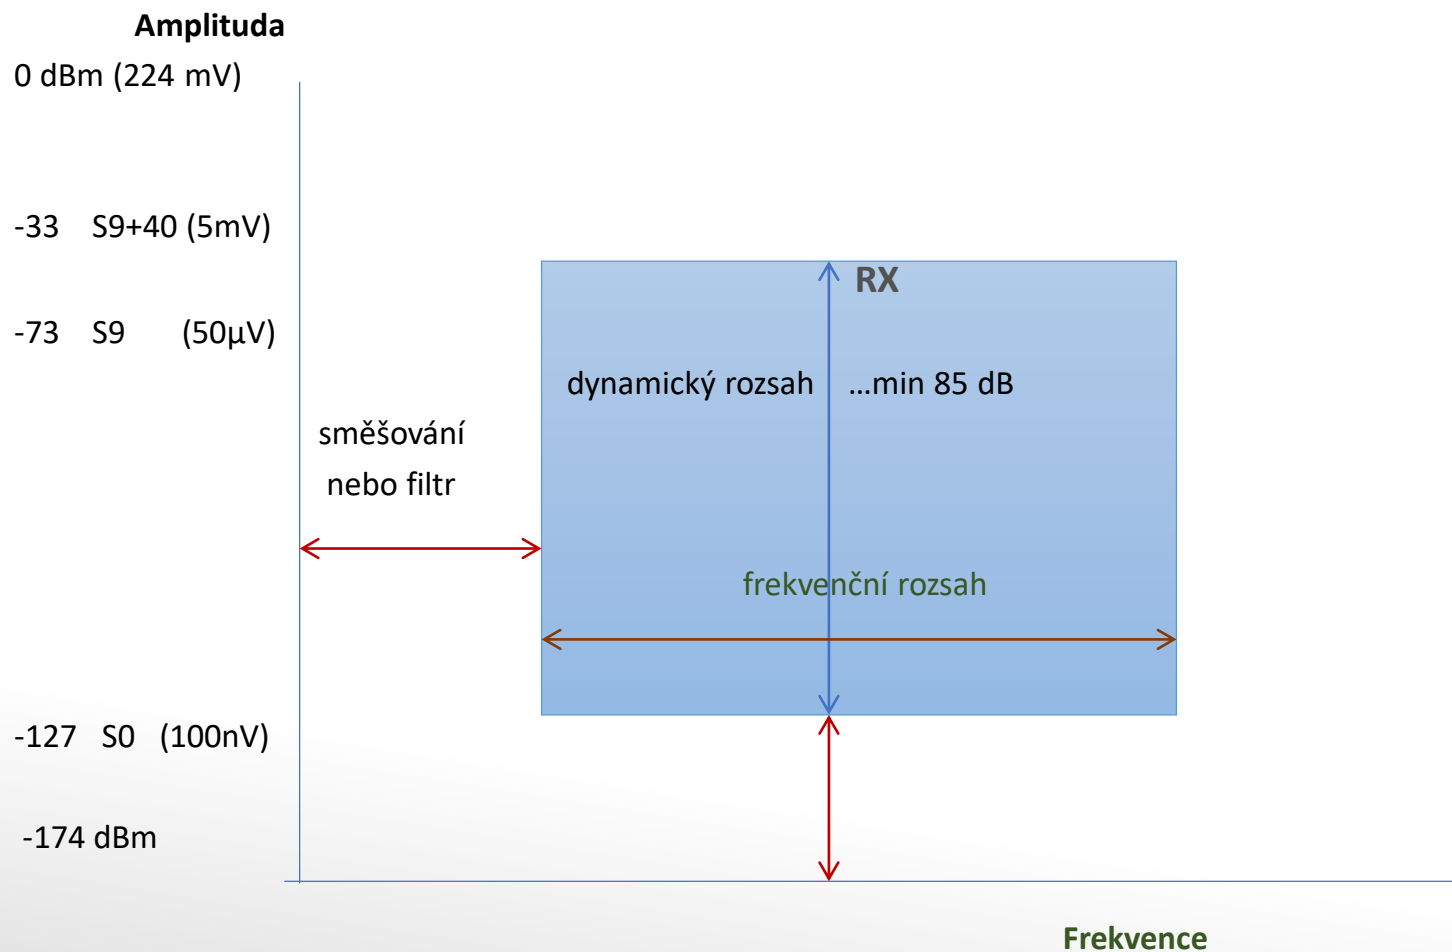 Amplituda
0 dBm (224 mV)
-33 S9+40 (5mV)
RX
-73 S9 (50µV)
dynamický rozsah ...min 85 dB
směšování
nebo filtr
frekvenční rozsah
-127 S0 (100nV)
-174 dBm
Frekvence